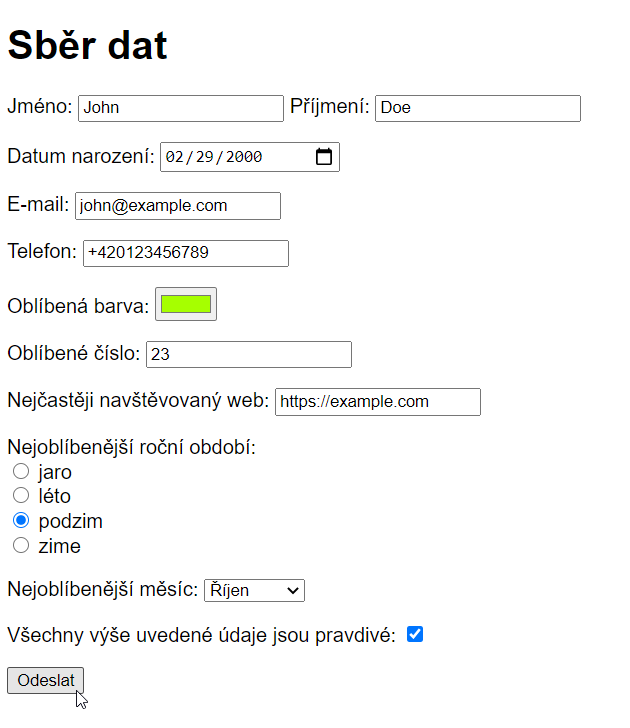 Sběr dat
Jméno: John Příjmení: Doe
Datum narození: 02/29/2000
E-mail: john@example.com
Telefon: +420123456789
Oblíbená barva:
Oblíbené číslo: 23
Nejčastěji navštěvovaný web: https://example.com
Nejoblíbenější roční období:
jaro
léto
podzim
zime
Nejoblíbenější měsíc: Říjen
Všechny výše uvedené údaje jsou pravdivé:
Odeslat